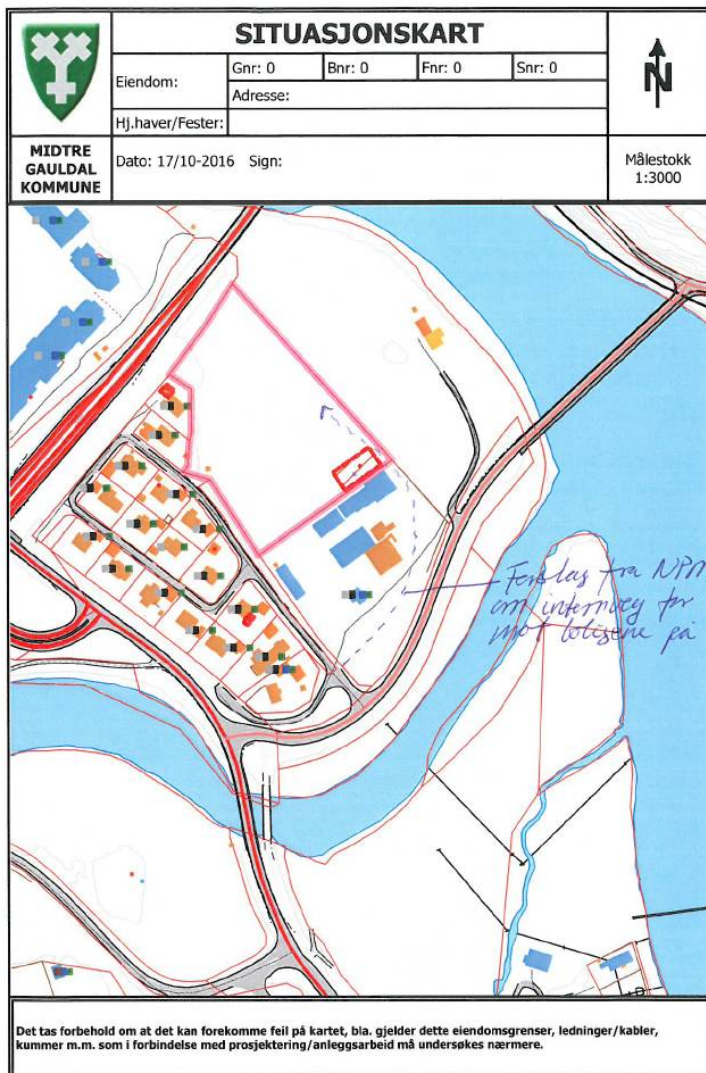 SITUASJONSKART
Eiendom:
Gnr: 0
Bnr: 0
Fnr: 0
Snr: 0
Adresse:
Hj.haver/Fester:
N
MIDTRE
GAULDAL
KOMMUNE
Dato: 17/10-2016 Sign:
Målestokk
1:3000
Forslag fra NPM
om internveg for
mot boligene på
Det tas forbehold om at det kan forekomme feil på kartet, bla. gjelder dette eiendomsgrenser, ledninger/kabler,
kummer m.m. som i forbindelse med prosjektering/anleggsarbeid må undersøkes nærmere.